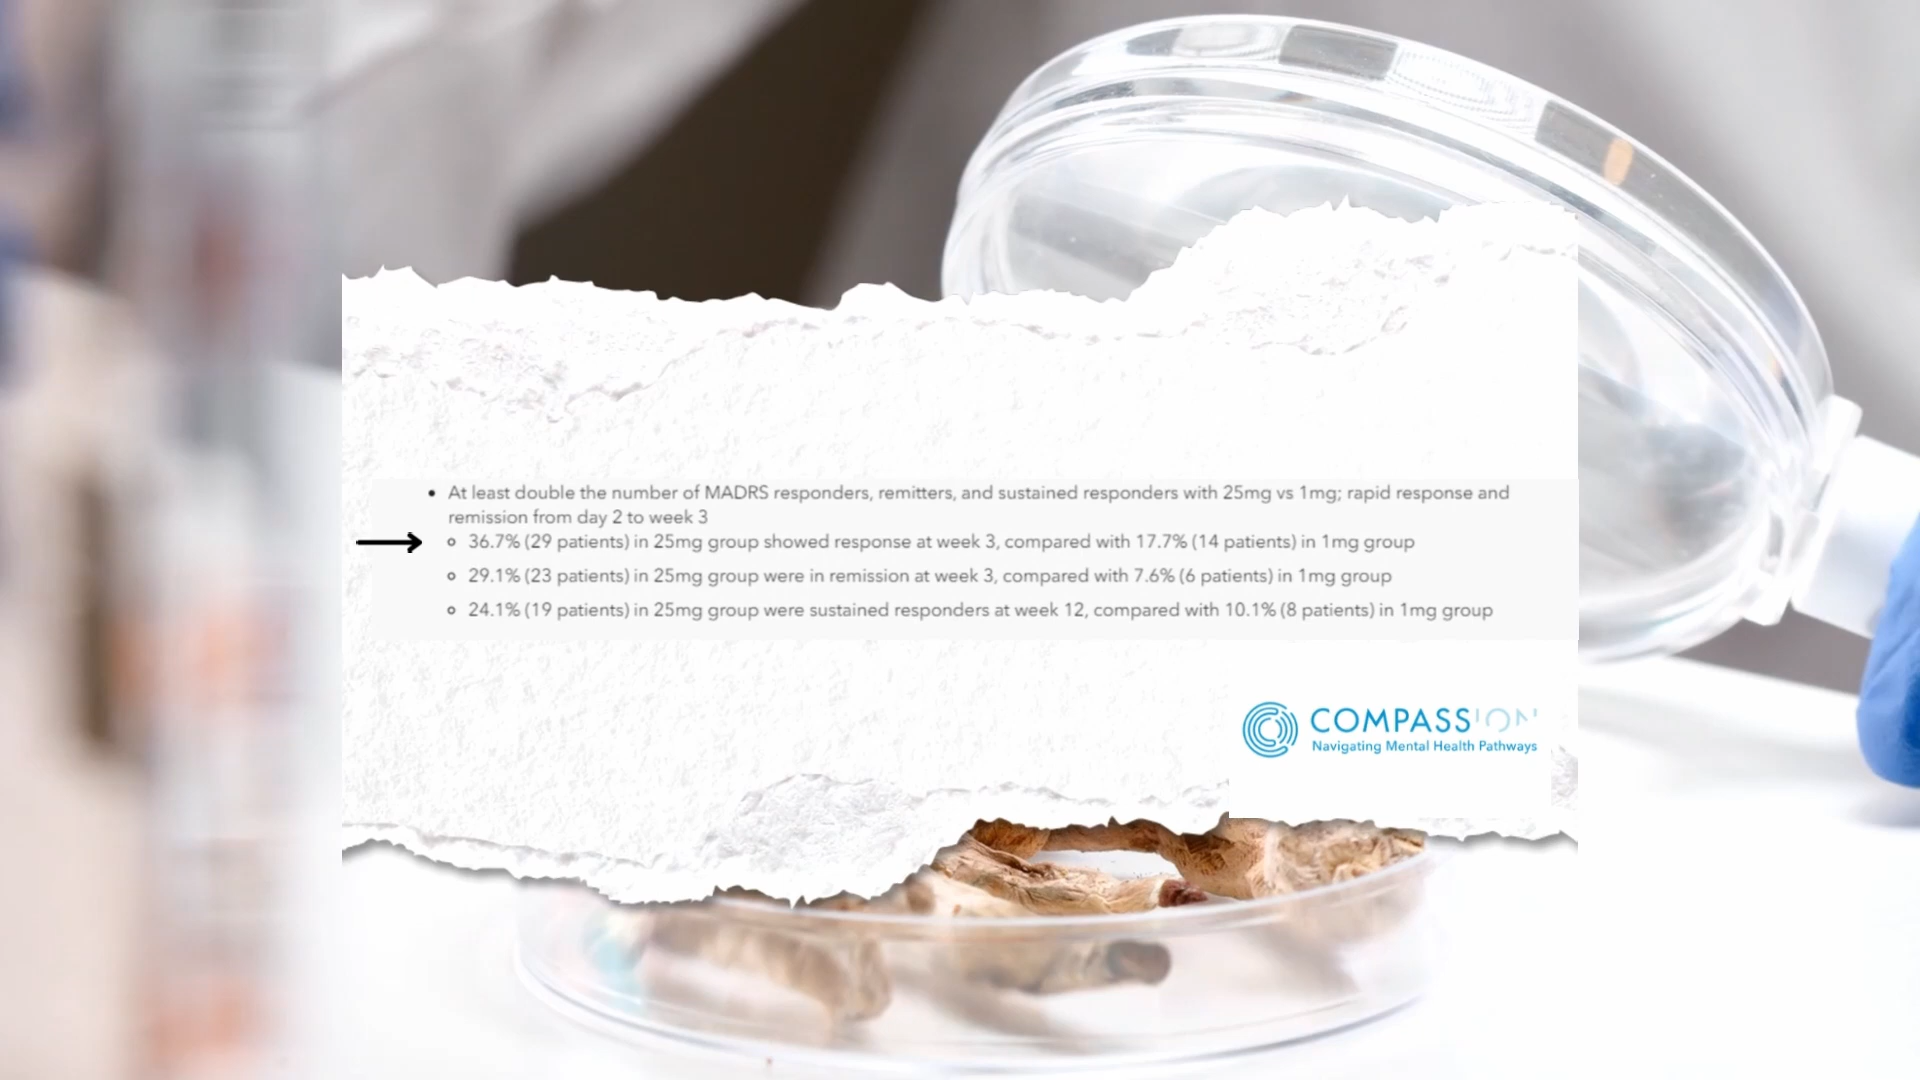 At least double the number of MADRS responders, remitters, and sustained responders with 25mg vs 1mg; rapid response and
remission from day 2 to week 3
36.7% (29 patients) in 25mg group showed response at week 3, compared with 17.7% (14 patients) in 1mg group
29.1% (23 patients) in 25mg group were in remission at week 3, compared with 7.6% (6 patients) in 1mg group
24.1% (19 patients) in 25mg group were sustained responders at week 12, compared with 10.1% (8 patients) in 1mg group
COMPASSION
Navigating Mental Health Pathways